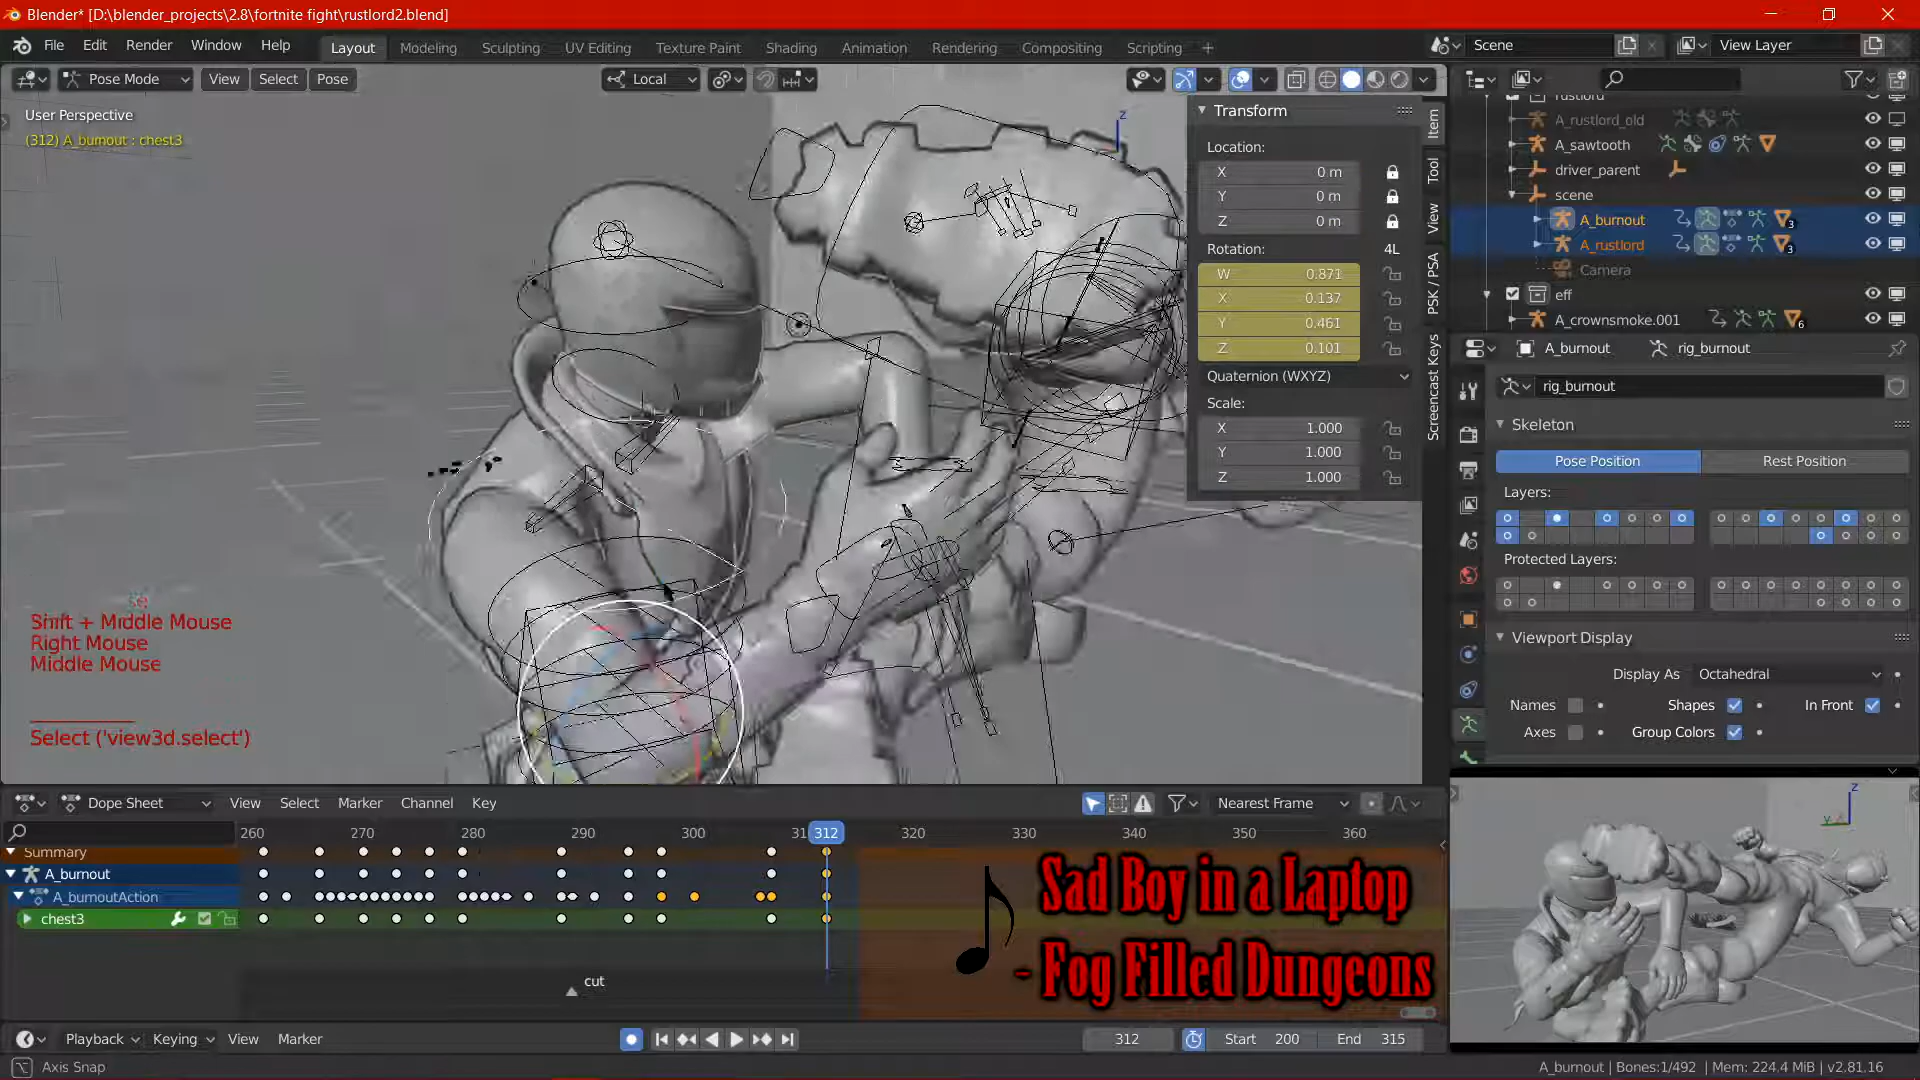 Blender* [D:\blender_projects\2.8\fortnite fight\rustlord2.blend]
File Edit Render Window Help Layout Modeling Sculpting UV Editing Texture Paint Shading Animation Rendering Compositing Scripting + Scene View Layer
Pose Mode View Select Pose Local
User Perspective
(312) A_burnout : chest3
Transform
Location:
X 0 m
Y 0 m
Z 0 m
Rotation: 4L
W 0.871
X 0.137
Y 0.461
Z 0.101
Quaternion (WXYZ)
Scale:
X 1.000
Y 1.000
Z 1.000
Item
Tool
View
PSK / PSA
Screencast Keys
z
rustlord
A_rustlord_old
A_sawtooth
driver_parent
scene
A_burnout 3
A_rustlord 3
Camera
eff
A_crownsmoke.001 6
A_burnout rig_burnout
rig_burnout
Skeleton
Pose Position Rest Position
Layers:
Protected Layers:
Viewport Display
Display As Octahedral
Names Shapes In Front
Axes Group Colors
Shift + Middle Mouse
Right Mouse
Middle Mouse
Select ('view3d.select')
Dope Sheet View Select Marker Channel Key Nearest Frame
260 270 280 290 300 31 312 320 330 340 350 360
Summary
A_burnout
A_burnoutAction
chest3
cut
Sad Boy in a Laptop
- Fog Filled Dungeons
z
Y
Playback Keying View Marker 312 Start 200 End 315
Axis Snap A_burnout | Bones:1/492 | Mem: 224.4 MiB | v2.81.16